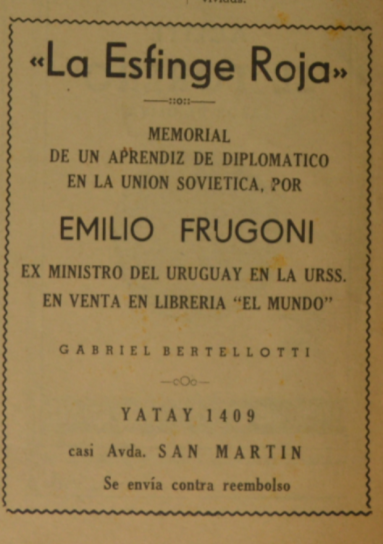 «La Esfinge Roja»
MEMORIAL
DE UN APRENDIZ DE DIPLOMATICO
EN LA UNION SOVIETICA, POR
EMILIO FRUGONI
EX MINISTRO DEL URUGUAY EN LA URSS.
EN VENTA EN LIBRERIA "EL MUNDO"
GABRIEL BERTELLOTTI
YATAY 1409
casi Avda. SAN MARTIN
Se envía contra reembolso